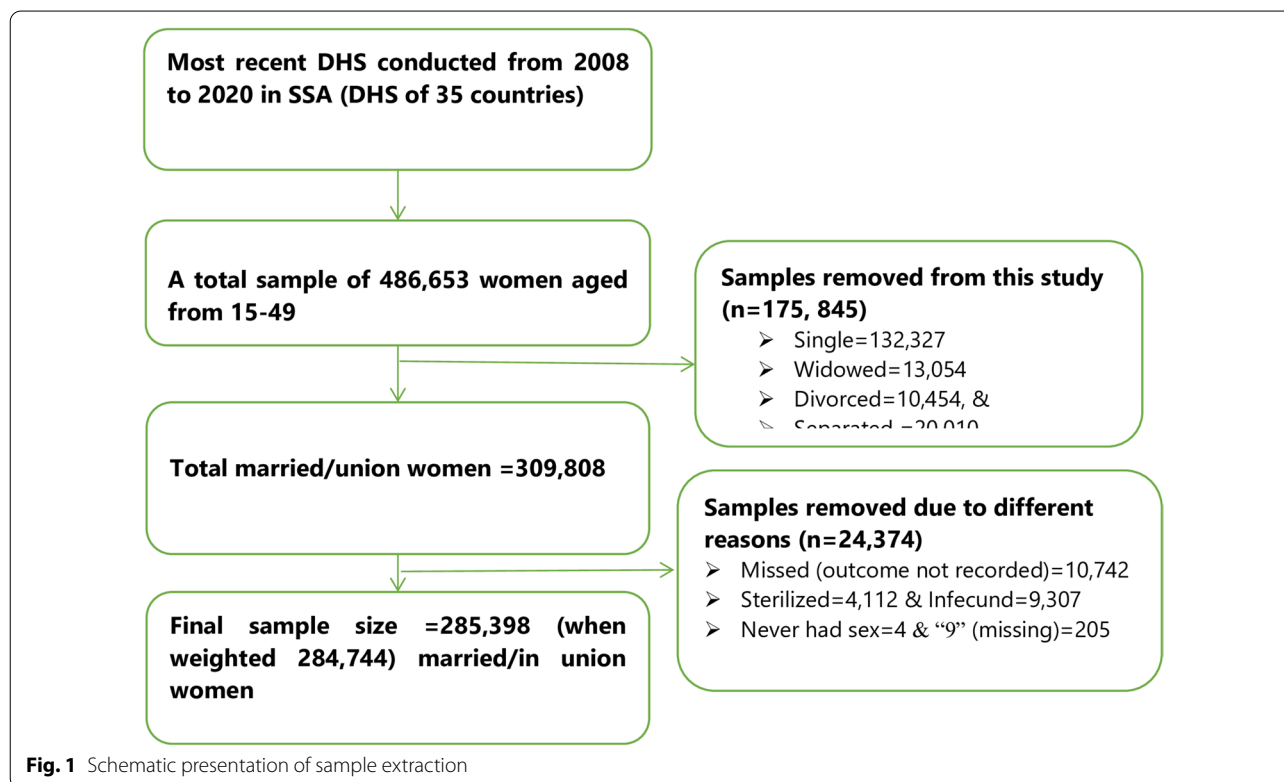 Most recent DHS conducted from 2008
to 2020 in SSA (DHS of 35 countries)
A total sample of 486,653 women aged
from 15-49
Samples removed from this study
(n=175, 845)
➢ Single=132,327
➢ Widowed=13,054
➢ Divorced=10,454, &
➢ Separated =20,010
Total married/union women =309,808
Samples removed due to different
reasons (n=24,374)
➢ Missed (outcome not recorded)=10,742
➢ Sterilized=4,112 & Infecund=9,307
➢ Never had sex=4 & “9” (missing)=205
Final sample size =285,398 (when
weighted 284,744) married/in union
women
Fig. 1 Schematic presentation of sample extraction